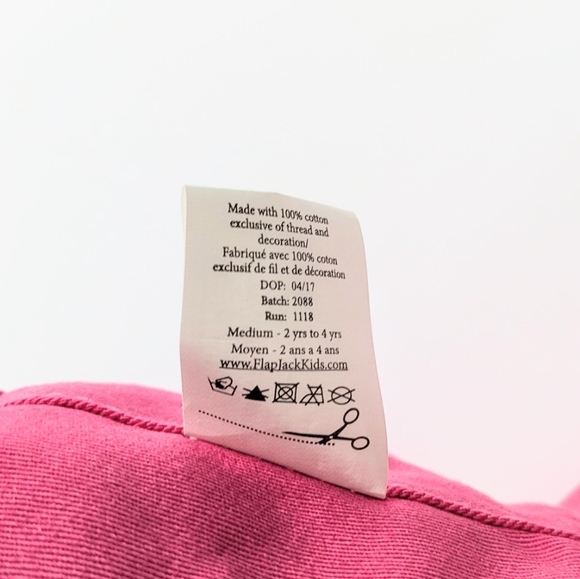 Made with 100% cotton
exclusive of thread and
decoration/
Fabriqué avec 100% coton
exclusif de fil et de décoration
DOP: 04/17
Batch: 2088
Run: 1118
Medium - 2 yrs to 4 yrs
Moyen - 2 ans a 4 ans
www.FlapJackKids.com